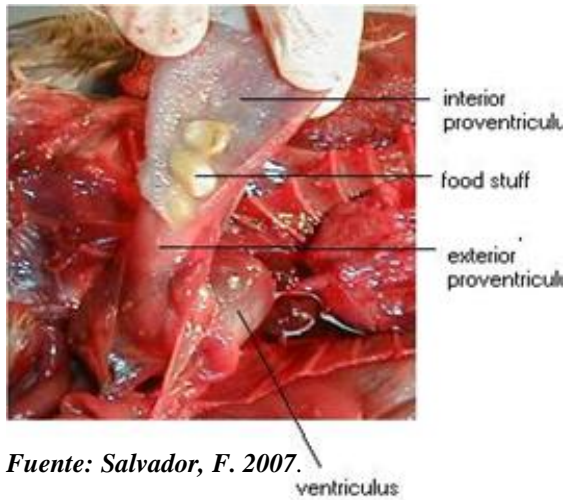 interior
proventriculu
food stuff
exterior
proventriculu
Fuente: Salvador, F. 2007.
ventriculus